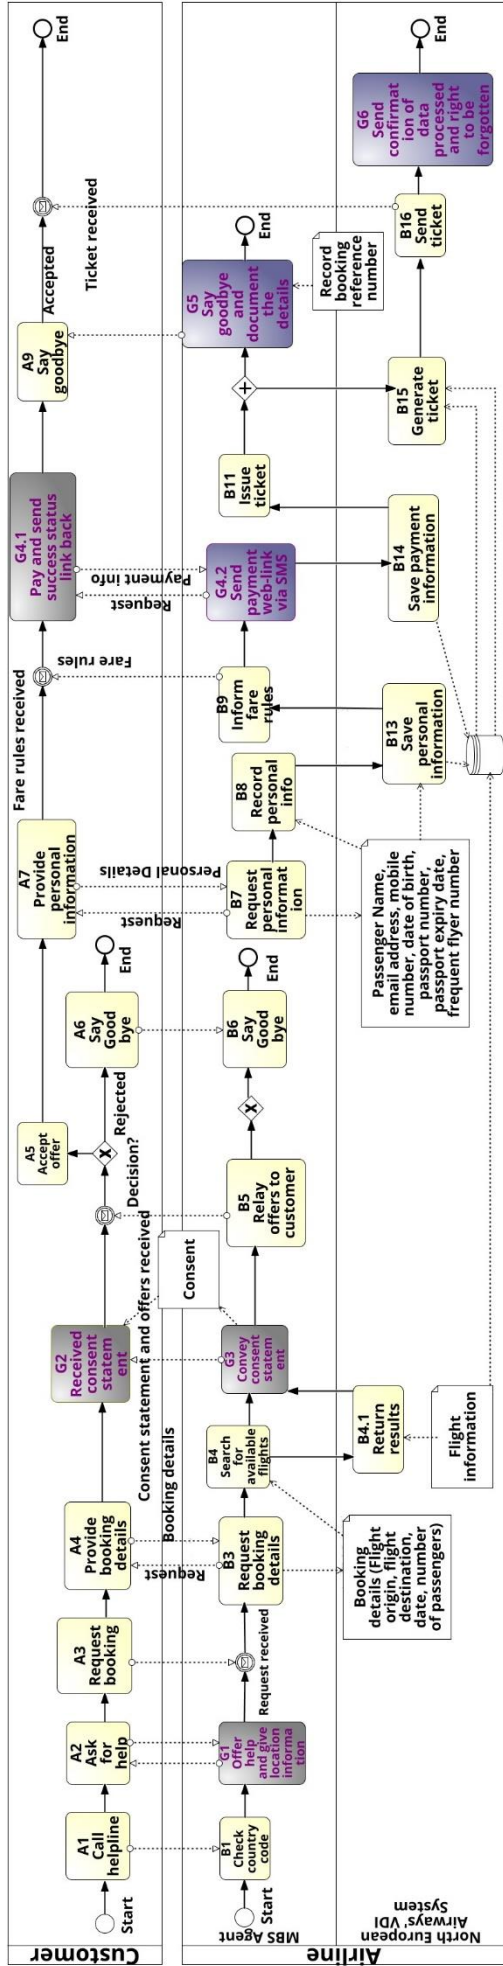 Customer
Start
A1
Call
helpline
A2
Ask
for
help
A3
Request
booking
A4
Provide
booking
details
G2
Received
consent
statem
ent
Consent statement and offers received
Decision?
A5
Accept
offer
Rejected
A6
Say
Good
bye
End
A7
Provide
personal
information
Fare rules received
G4.1
Pay and send
success status
link back
A9
Say
goodbye
Accepted
Ticket received
End
Request
Booking details
Consent
Request
Personal Details
Fare rules
Request
Payment info
Airline
MBS Agent
Start
B1
Check
country
code
G1
Offer
help
and give
location
informa
tion
Request received
B3
Request
booking
details
B4
Search
for
available
flights
G3
Convey
consent
statem
ent
B5
Relay
offers to
customer
B6
Say
Good
bye
End
B7
Request
personal
informat
ion
B8
Record
personal
info
B9
Inform
fare
rules
G4.2
Send
payment
web-link
via SMS
B11
Issue
ticket
G5
Say
goodbye
and
document
the
details
End
Record
booking
reference
number
North European
Airways' VDI
System
Booking
details (Flight
origin, flight
destination,
date, number
of passengers)
B4.1
Return
results
Flight
information
Passenger Name,
email address, mobile
number, date of birth,
passport number,
passport expiry date,
frequent flyer number
B13
Save
personal
information
B14
Save payment
information
B15
Generate
ticket
B16
Send
ticket
G6
Send
confirmat
ion of
data
processed
and right
to be
forgotten
End